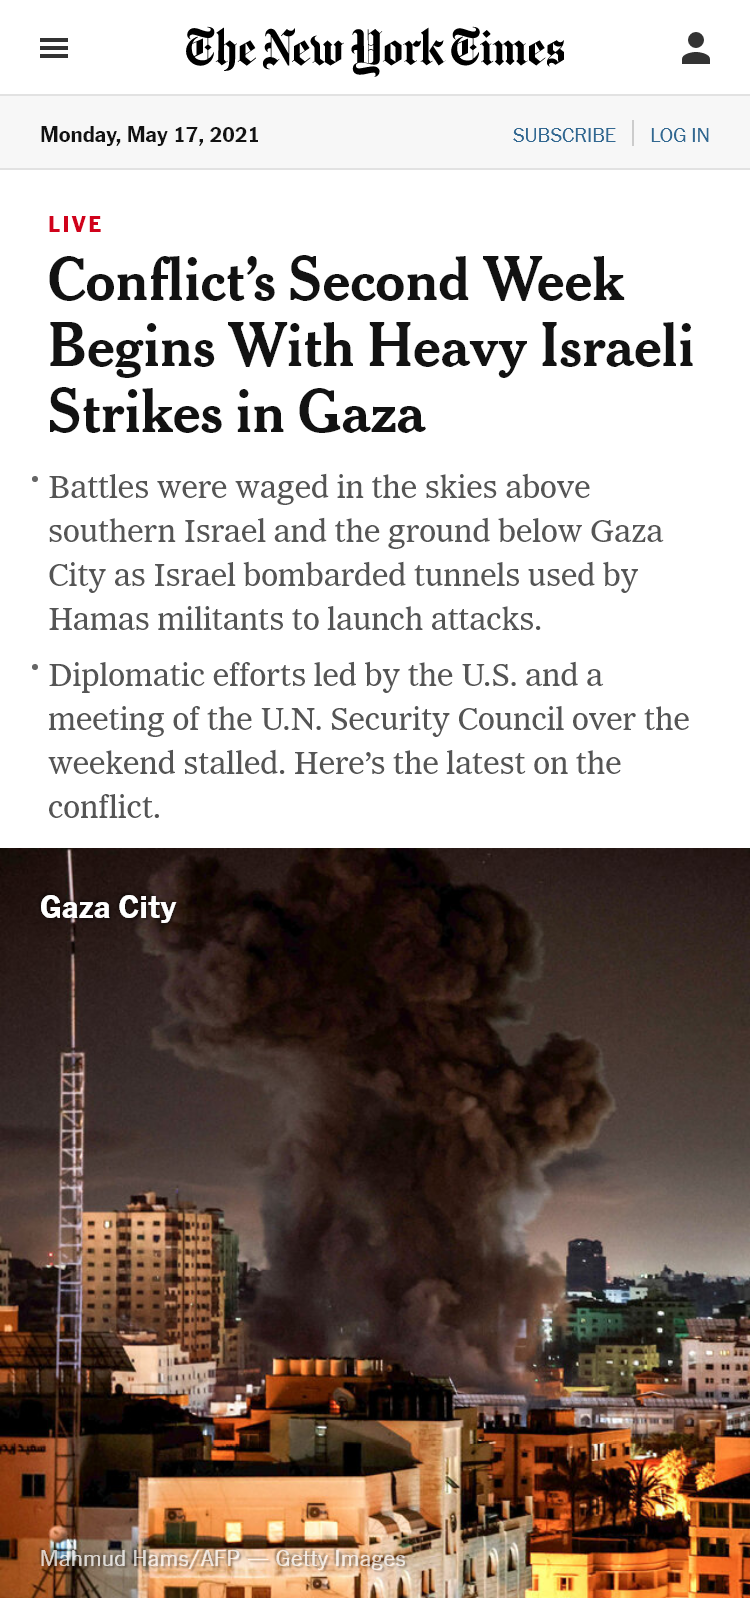 The New York Times
Monday, May 17, 2021
SUBSCRIBE
LOG IN
LIVE
Conflict’s Second Week
Begins With Heavy Israeli
Strikes in Gaza
• Battles were waged in the skies above
southern Israel and the ground below Gaza
City as Israel bombarded tunnels used by
Hamas militants to launch attacks.
• Diplomatic efforts led by the U.S. and a
meeting of the U.N. Security Council over the
weekend stalled. Here’s the latest on the
conflict.
Gaza City
Mahmud Hams/AFP — Getty Images